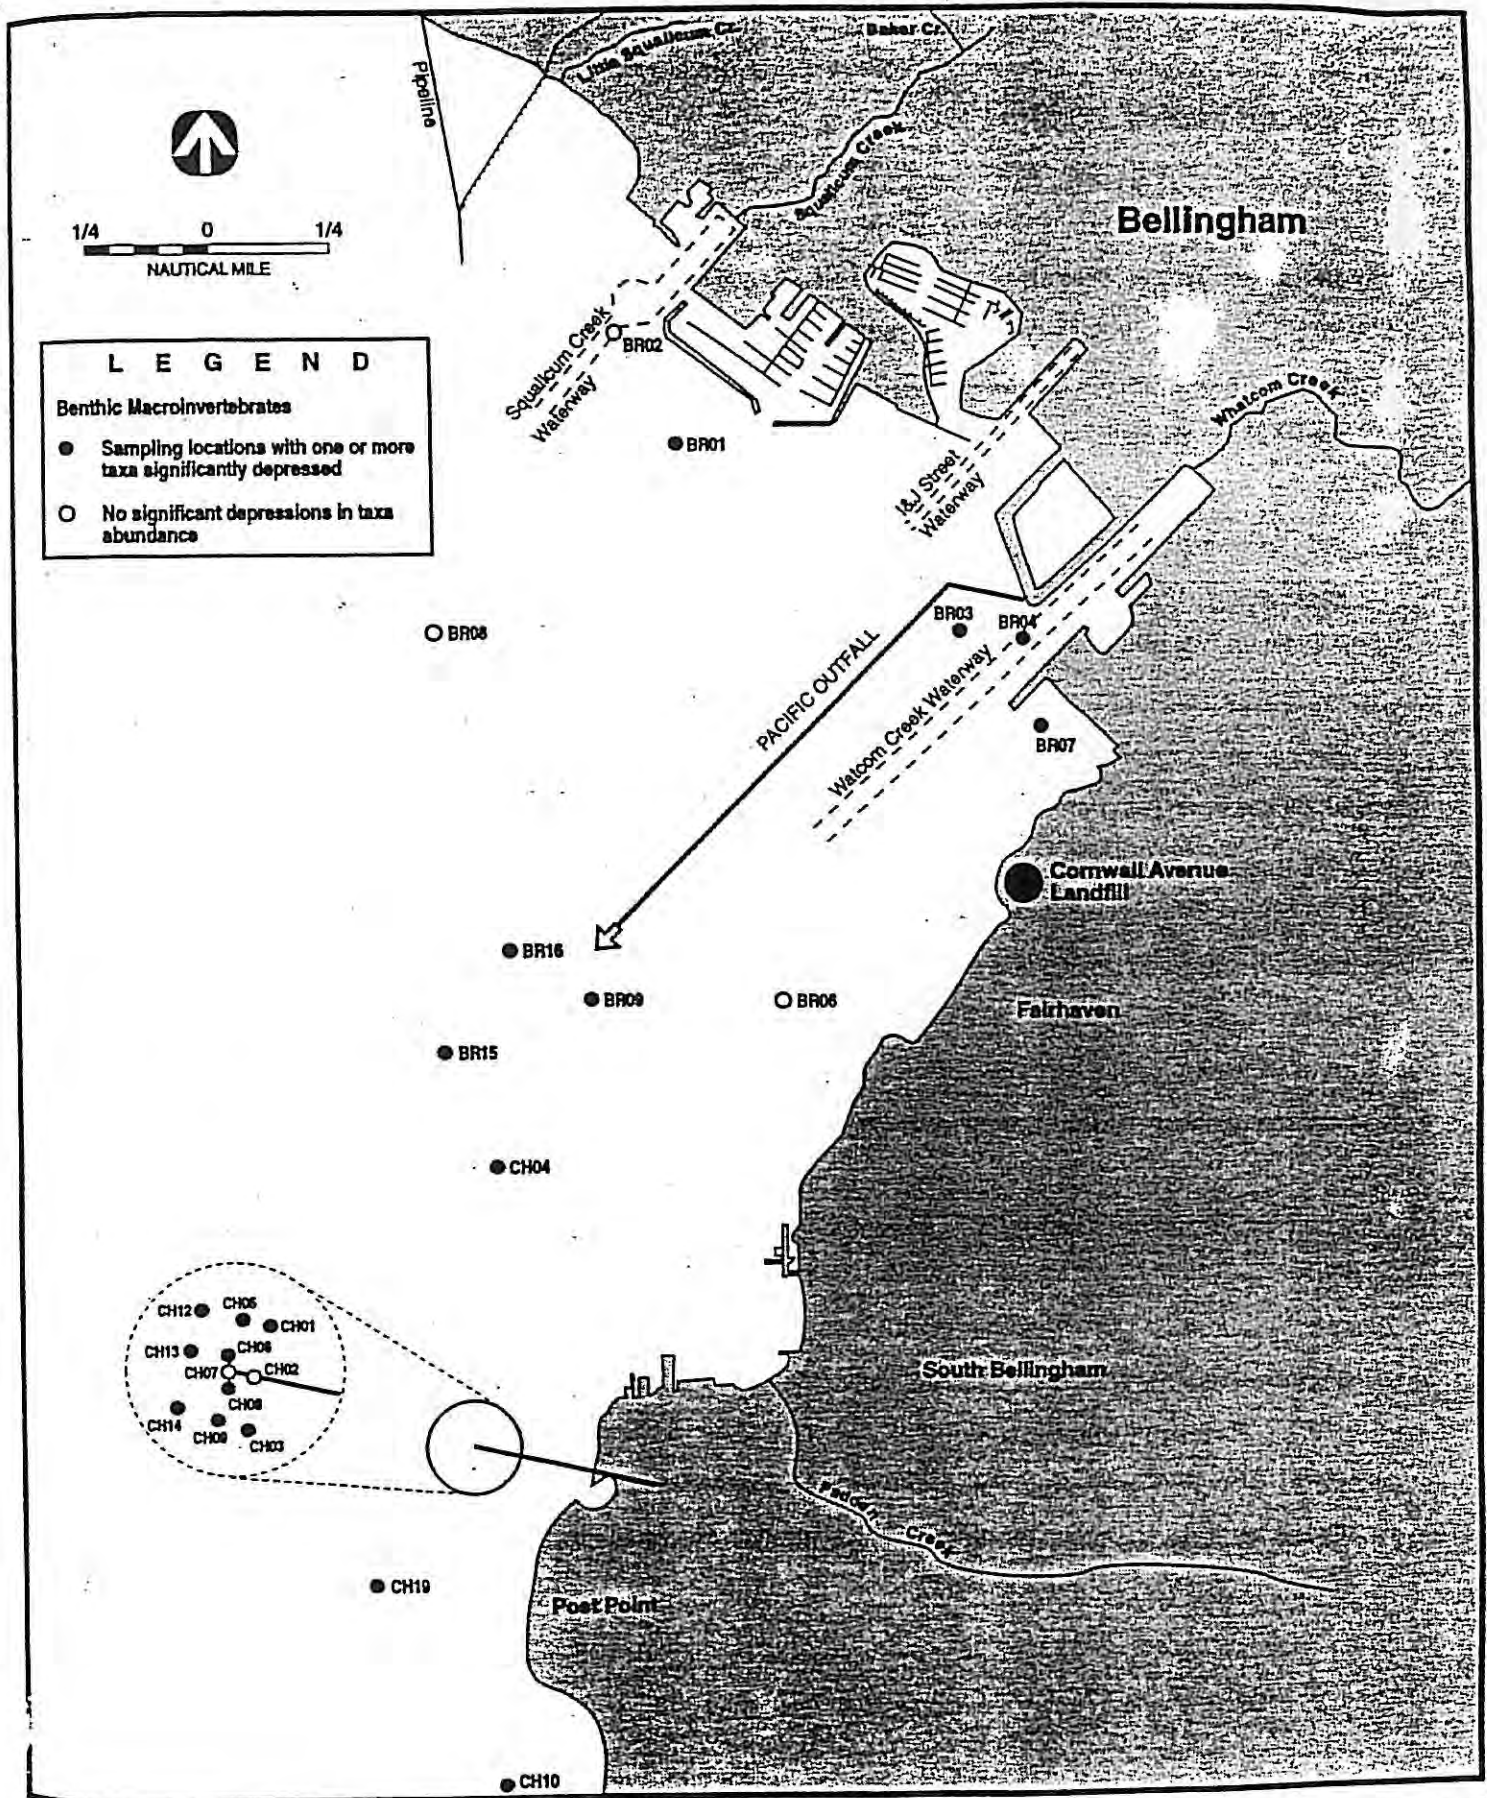 Little Squalicum Cr.
Baker Cr.
Pipeline
Squalicum Creek
Bellingham
1/4 0 1/4
NAUTICAL MILE
Squalicum Creek
Waterway
BR02
LEGEND
Benthic Macroinvertebrates
Sampling locations with one or more
taxa significantly depressed
No significant depressions in taxa
abundance
BR01
Whatcom Creek
I&J Street
Waterway
BR08
BR03
BR04
PACIFIC OUTFALL
Watcom Creek Waterway
BR07
Cornwall Avenue
Landfill
BR16
BR09
BR06
Fairhaven
BR15
CH04
CH12
CH05
CH01
CH13
CH06
CH07
CH02
CH08
CH14
CH09
CH03
South Bellingham
Creek
CH19
Post Point
CH10